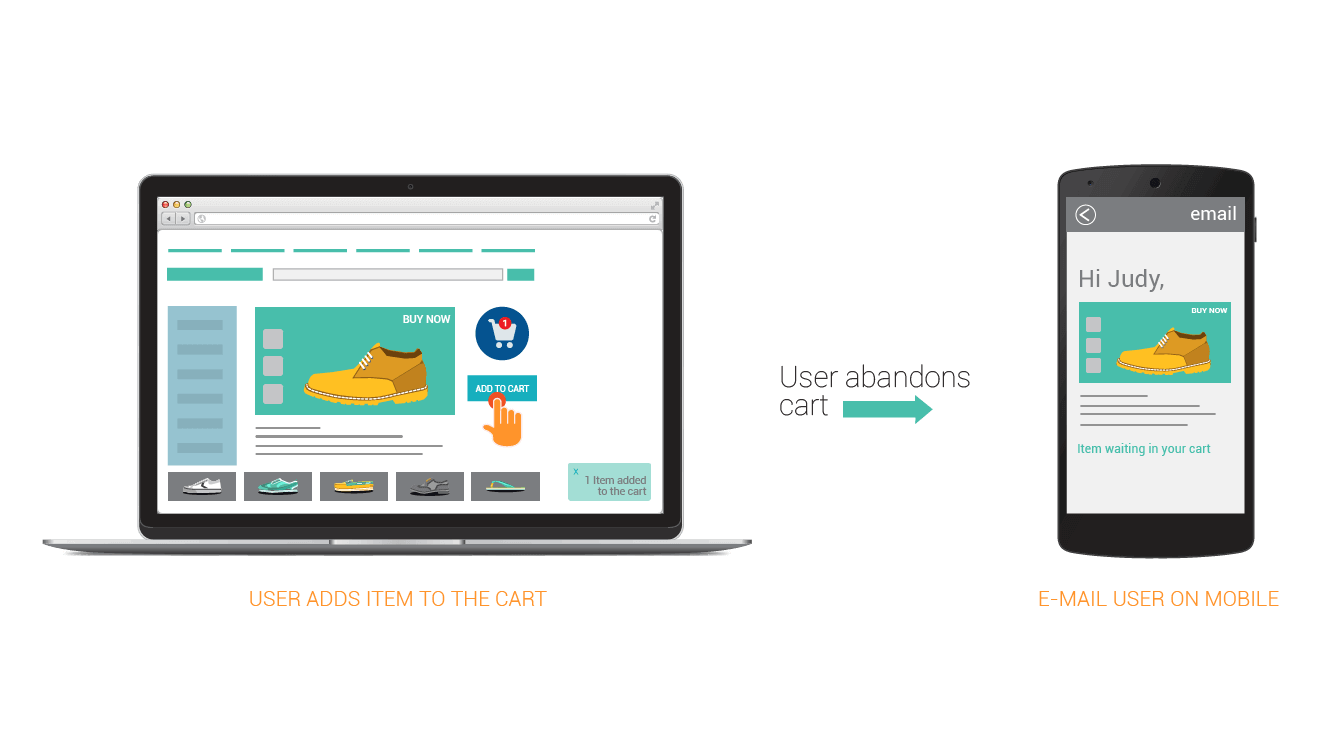 BUY NOW
1
ADD TO CART
x
1 Item added
to the cart
USER ADDS ITEM TO THE CART
User abandons
cart
email
Hi Judy,
BUY NOW
Item waiting in your cart
E-MAIL USER ON MOBILE